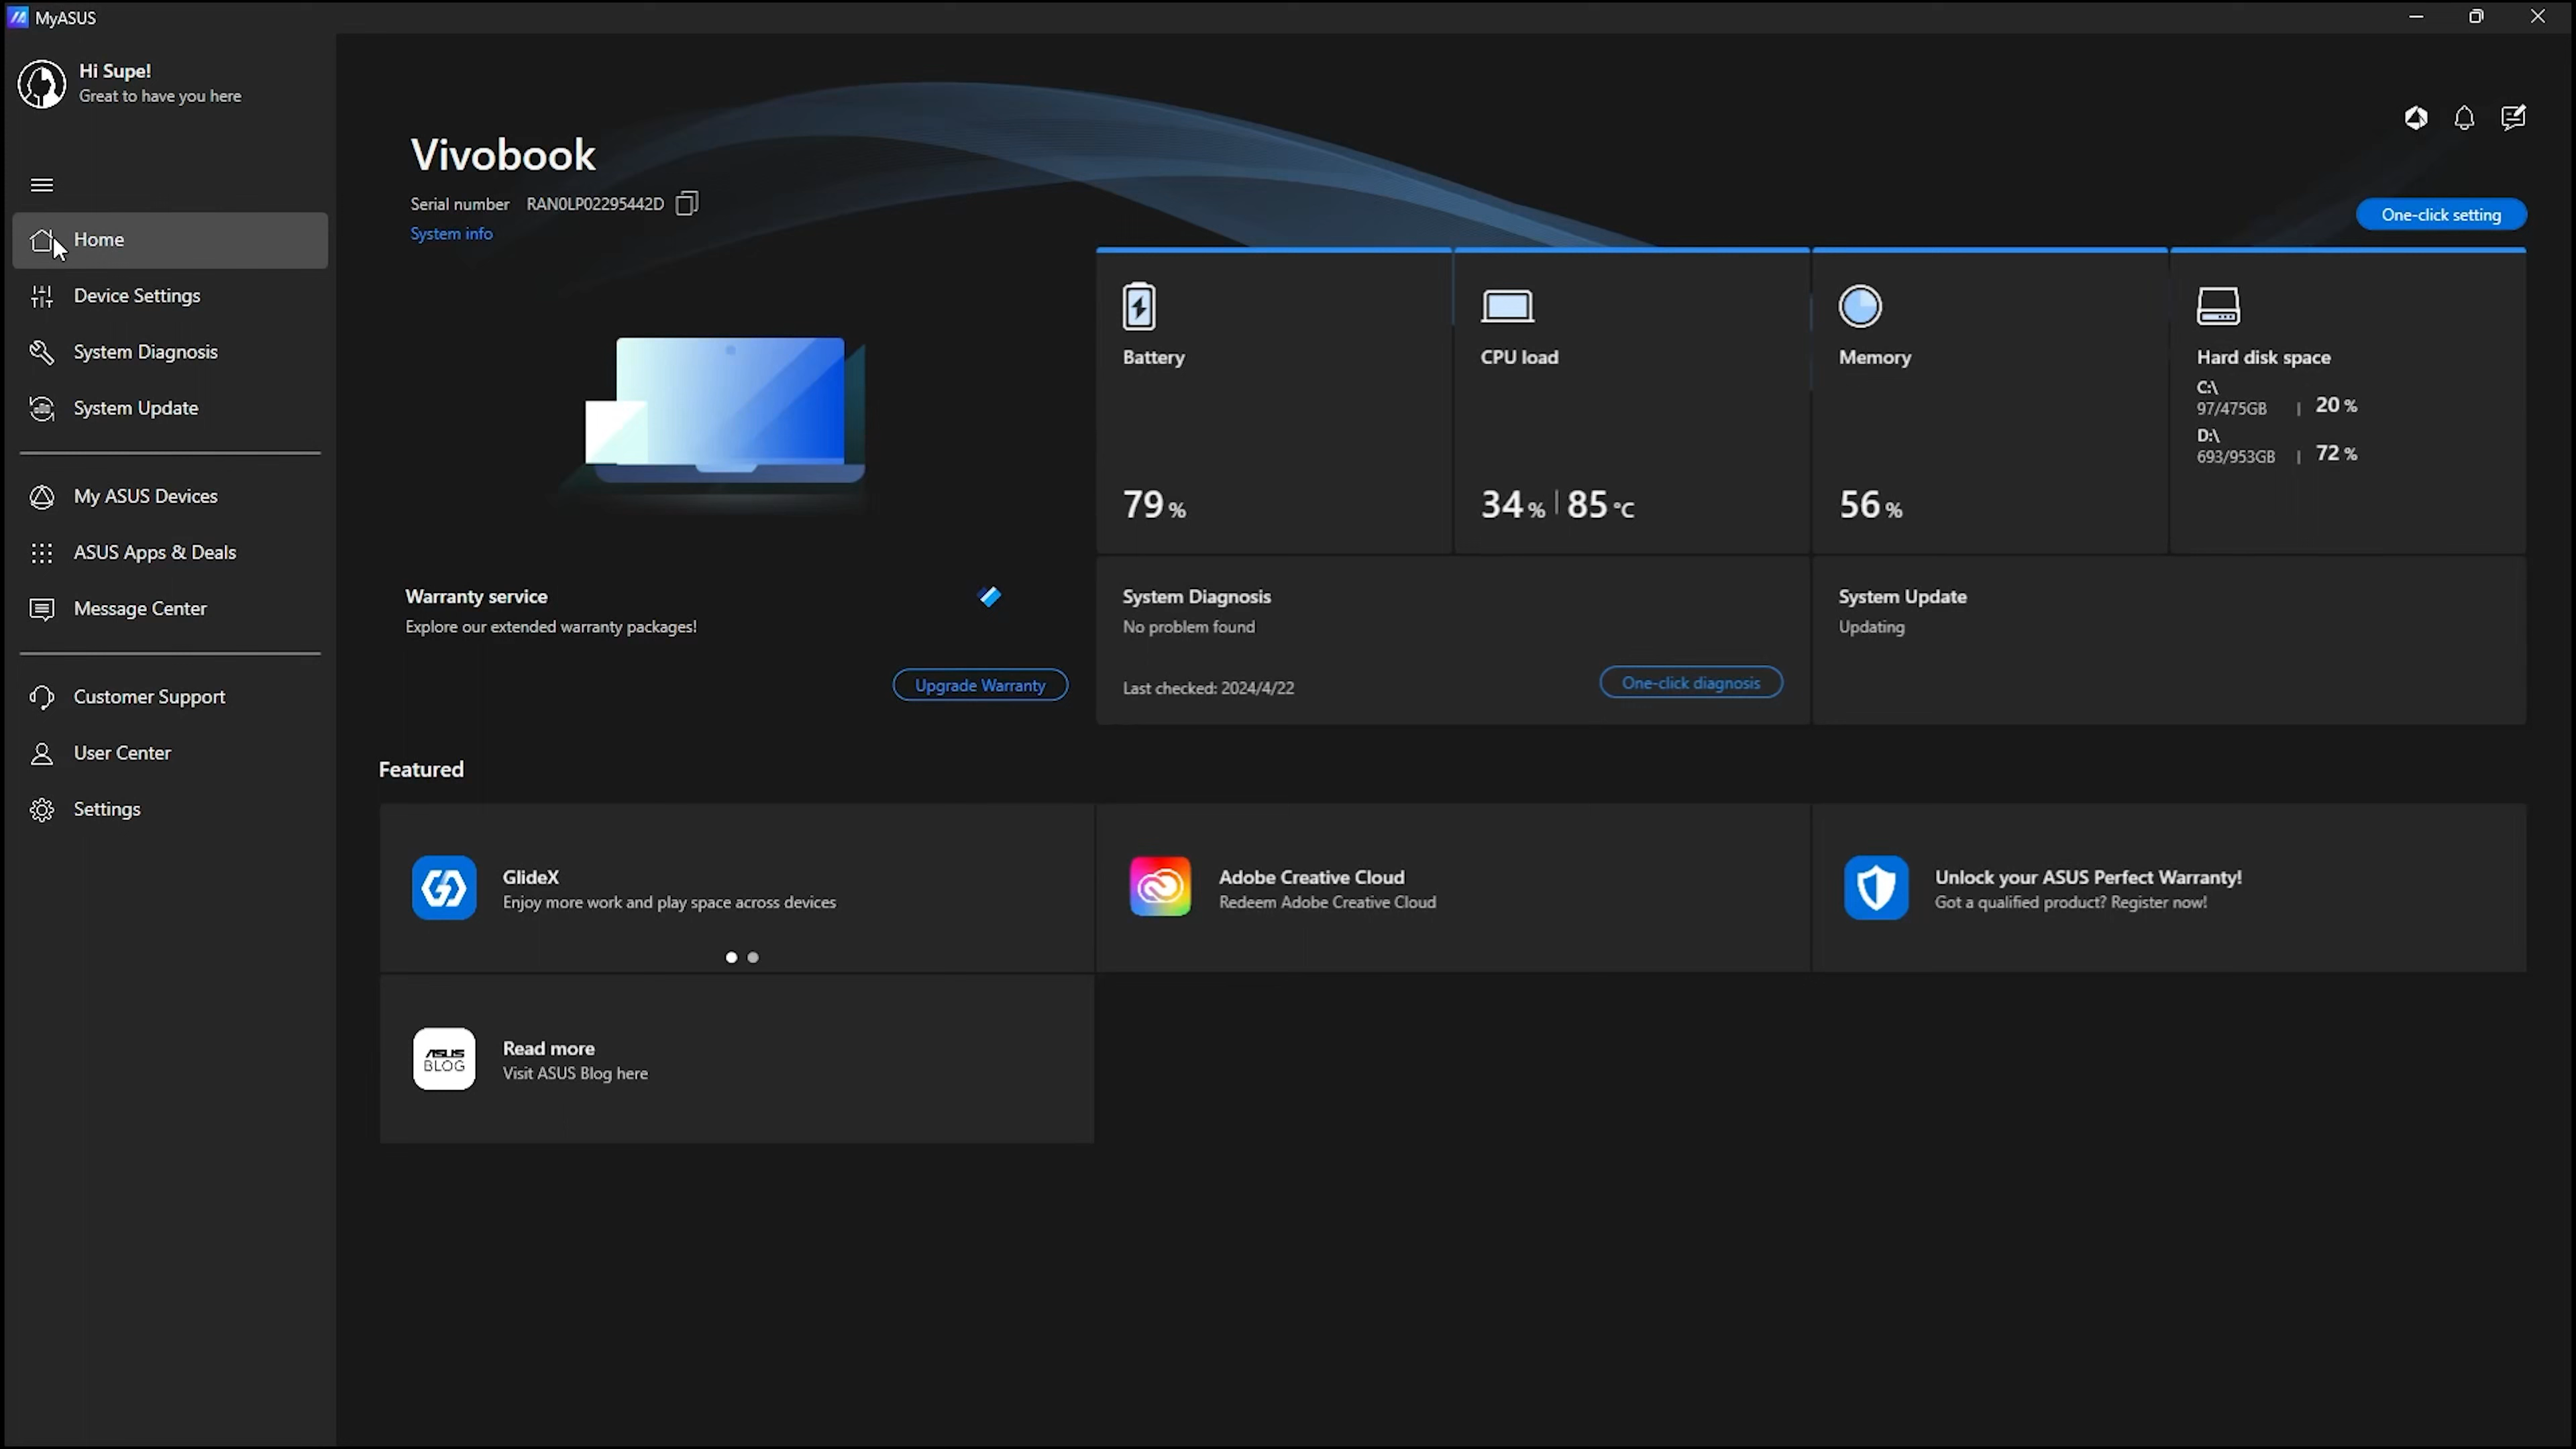 MyASUS
Hi Supe!
Great to have you here
Home
Device Settings
System Diagnosis
System Update
My ASUS Devices
ASUS Apps & Deals
Message Center
Customer Support
User Center
Settings
Vivobook
Serial number RAN0LP02295442D
System info
One-click setting
Battery
79 %
CPU load
34 % | 85 °C
Memory
56 %
Hard disk space
C:\
97/475GB | 20 %
D:\
693/953GB | 72 %
Warranty service
Explore our extended warranty packages!
Upgrade Warranty
System Diagnosis
No problem found
Last checked: 2024/4/22
One-click diagnosis
System Update
Updating
Featured
GlideX
Enjoy more work and play space across devices
Adobe Creative Cloud
Redeem Adobe Creative Cloud
Unlock your ASUS Perfect Warranty!
Got a qualified product? Register now!
ASUS
BLOG
Read more
Visit ASUS Blog here